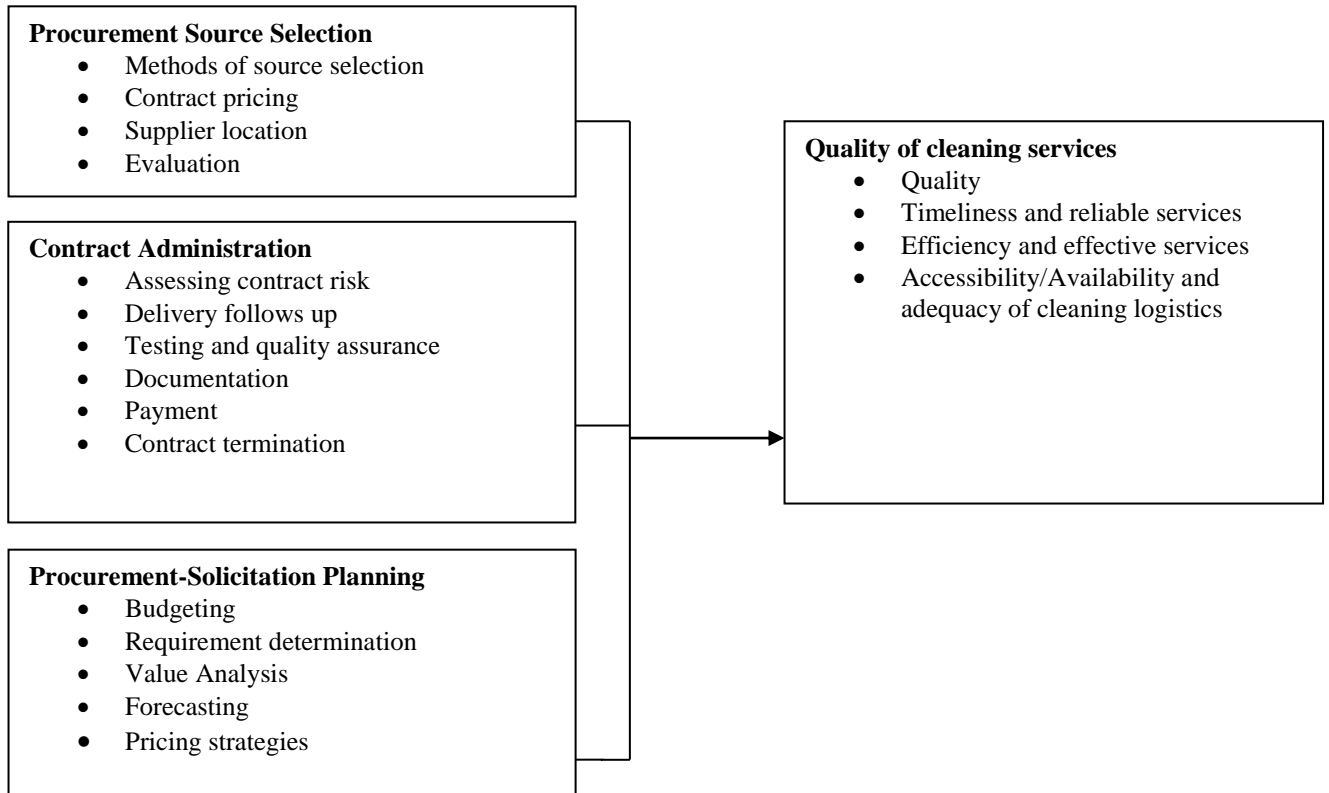 Procurement Source Selection
• Methods of source selection
• Contract pricing
• Supplier location
• Evaluation
Contract Administration
• Assessing contract risk
• Delivery follows up
• Testing and quality assurance
• Documentation
• Payment
• Contract termination
Procurement-Solicitation Planning
• Budgeting
• Requirement determination
• Value Analysis
• Forecasting
• Pricing strategies
Quality of cleaning services
• Quality
• Timeliness and reliable services
• Efficiency and effective services
• Accessibility/Availability and
adequacy of cleaning logistics